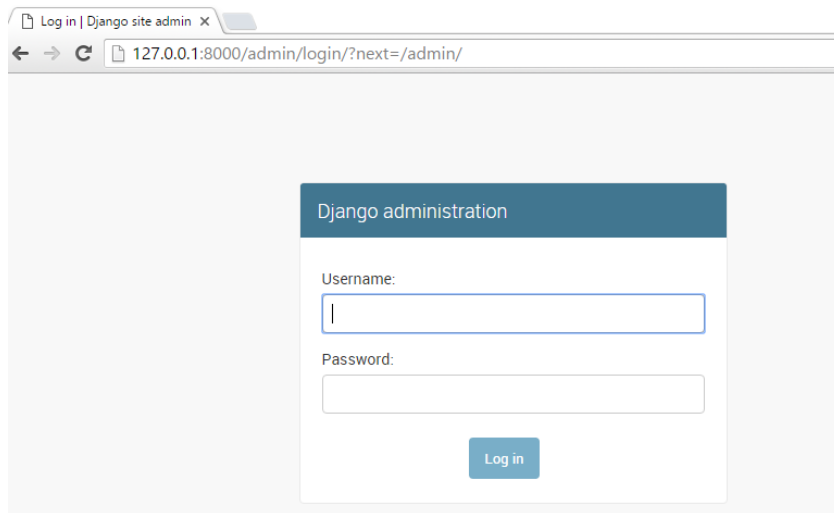 Log in | Django site admin
127.0.0.1:8000/admin/login/?next=/admin/
Django administration
Username:
Password:
Log in